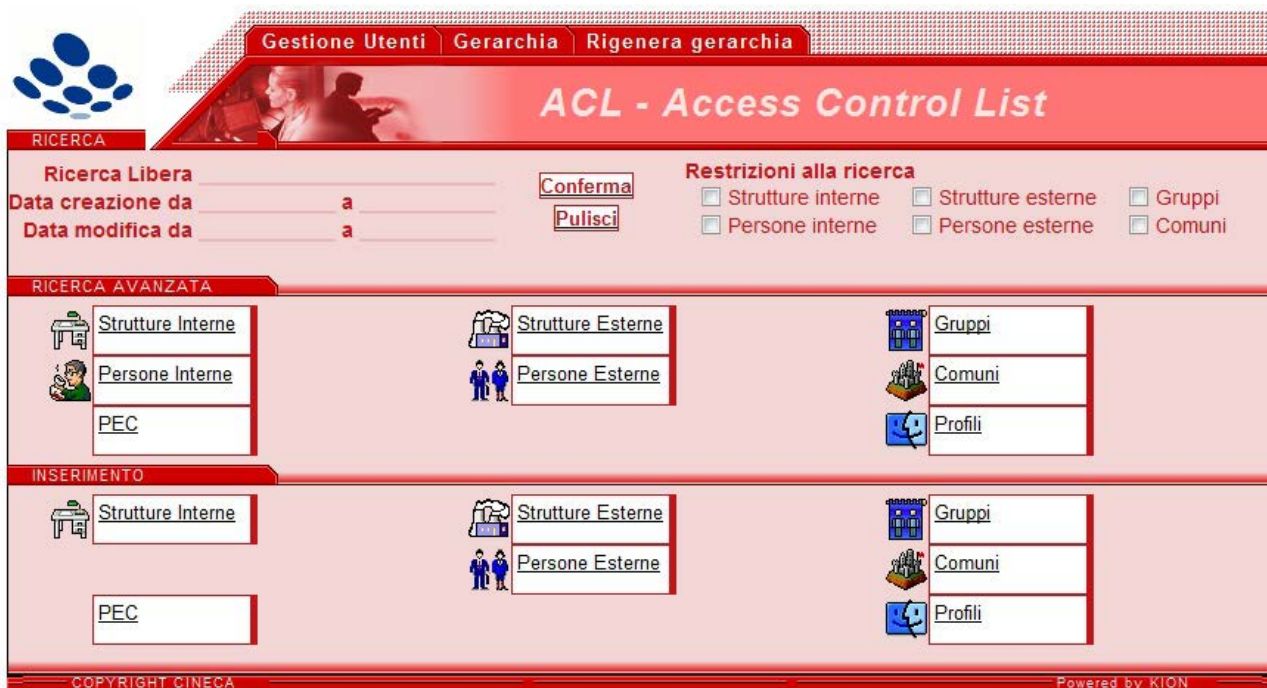 Gestione Utenti Gerarchia Rigenera gerarchia
ACL - Access Control List
RICERCA
Ricerca Libera
Conferma
Restrizioni alla ricerca
Data creazione da a
Strutture interne Strutture esterne Gruppi
Pulisci
Data modifica da a
Persone interne Persone esterne Comuni
RICERCA AVANZATA
Strutture Interne Strutture Esterne Gruppi
Persone Interne Persone Esterne Comuni
PEC Profili
INSERIMENTO
Strutture Interne Strutture Esterne Gruppi
Persone Esterne Comuni
PEC Profili
COPYRIGHT CINECA Powered by KION